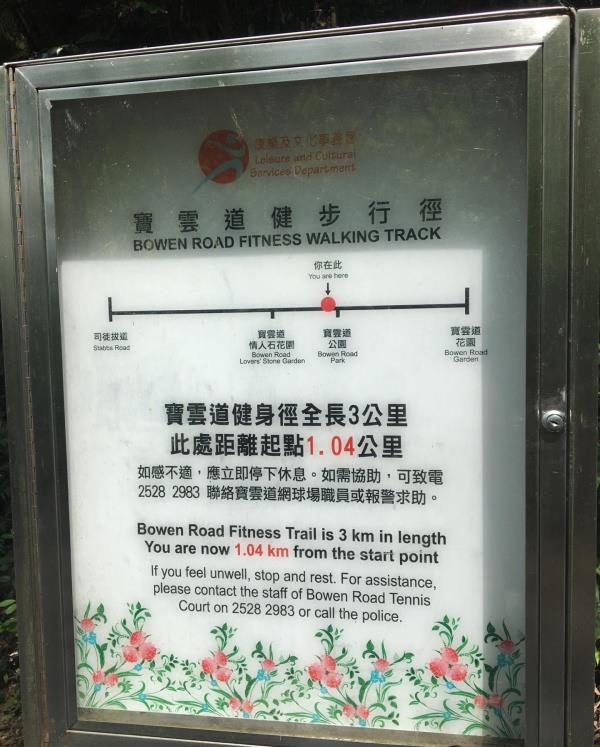 康樂及文化事務署
Leisure and Cultural
Services Department
寶雲道健步行徑
BOWEN ROAD FITNESS WALKING TRACK
你在此
You are here
司徒拔道
Stabbs Road
寶雲道
情人石花園
Bowen Road
Lovers' Stone Garden
寶雲道
公園
Bowen Road
Park
寶雲道
花園
Bowen Road
Garden
寶雲道健身徑全長3公里
此處距離起點1.04公里
如感不適，應立即停下休息。如需協助，可致電
2528 2983 聯絡寶雲道網球場職員或報警求助。
Bowen Road Fitness Trail is 3 km in length
You are now 1.04 km from the start point
If you feel unwell, stop and rest. For assistance,
please contact the staff of Bowen Road Tennis
Court on 2528 2983 or call the police.